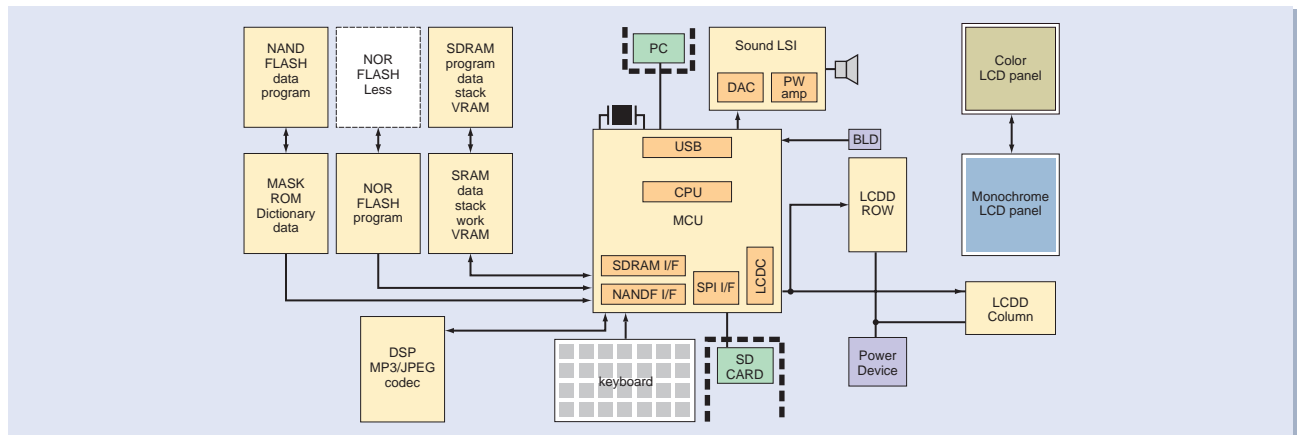 NAND
FLASH
data
program
NOR
FLASH
Less
SDRAM
program
data
stack
VRAM
PC
Sound LSI
DAC
PW
amp
Color
LCD panel
MASK
ROM
Dictionary
data
NOR
FLASH
program
SRAM
data
stack
work
VRAM
USB
CPU
MCU
SDRAM I/F
NANDF I/F
SPI I/F
LCDC
BLD
LCDD
ROW
Monochrome
LCD panel
LCDD
Column
DSP
MP3/JPEG
codec
keyboard
SD
CARD
Power
Device